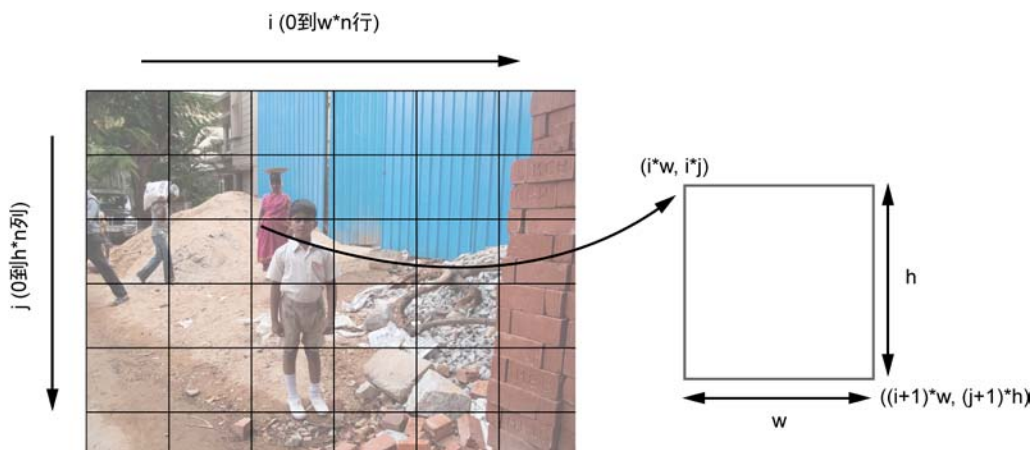 i (0到w*n行)
j (0到h*n列)
(i*w, i*j)
h
w
((i+1)*w, (j+1)*h)